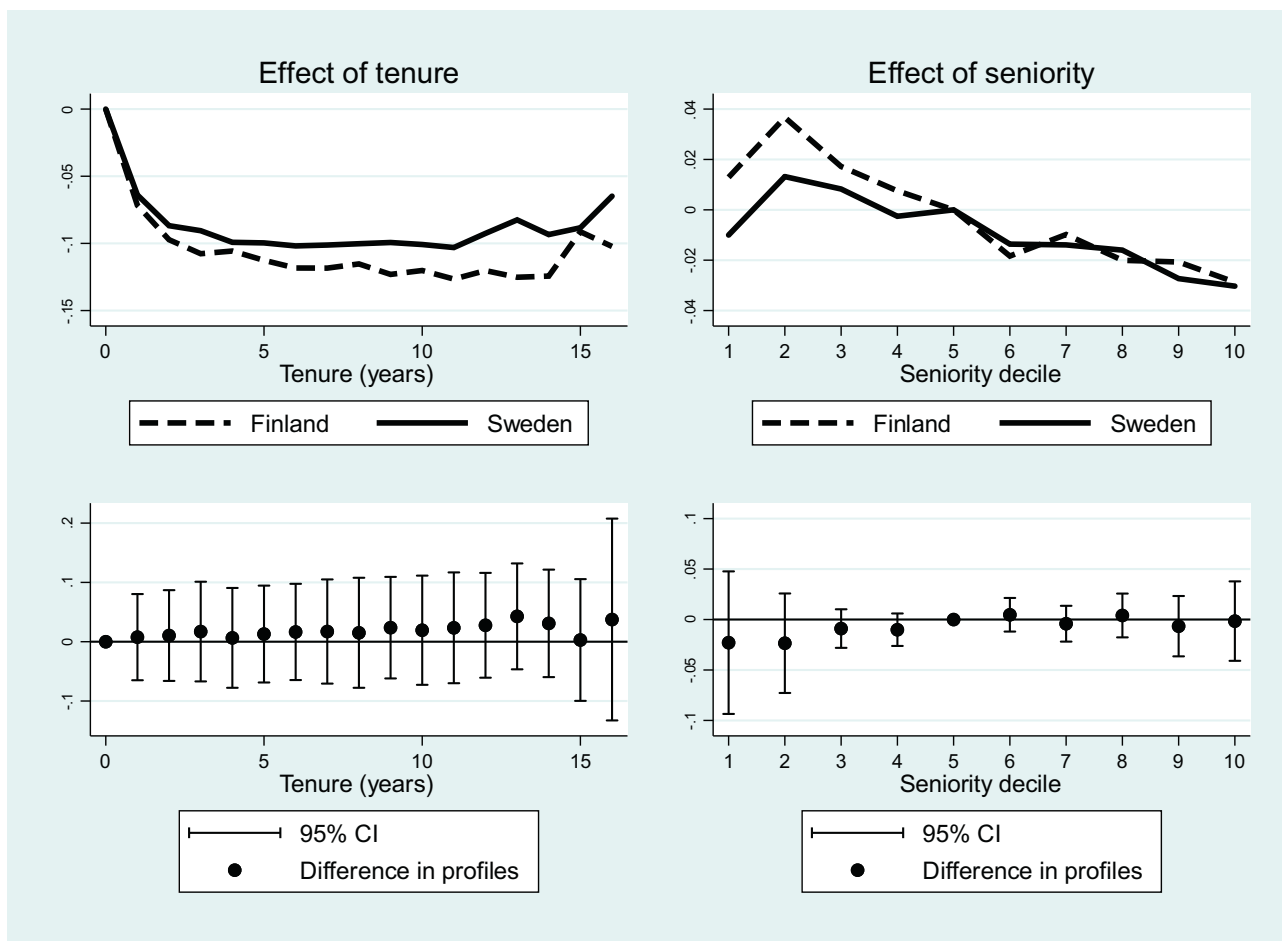 Effect of tenure
0
-.05
-.1
-.15
0 5 10 15
Tenure (years)
Finland Sweden
Effect of seniority
.04
.02
0
-.02
-.04
1 2 3 4 5 6 7 8 9 10
Seniority decile
Finland Sweden
.2
.1
0
-.1
0 5 10 15
Tenure (years)
95% CI
Difference in profiles
.1
.05
0
-.05
-.1
1 2 3 4 5 6 7 8 9 10
Seniority decile
95% CI
Difference in profiles